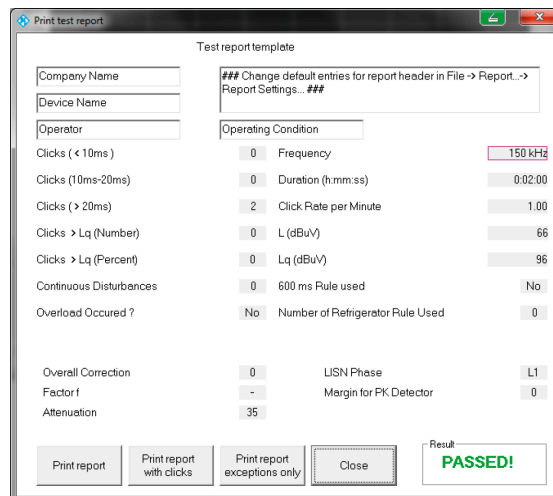 Print test report
Test report template
Company Name
### Change default entries for report header in File -> Report...->
Report Settings... ###
Device Name
Operator
Operating Condition
Clicks ( < 10ms ) 0 Frequency 150 kHz
Clicks (10ms-20ms) 0 Duration (h:mm:ss) 0:02:00
Clicks ( > 20ms) 2 Click Rate per Minute 1.00
Clicks > Lq (Number) 0 L (dBuV) 66
Clicks > Lq (Percent) 0 Lq (dBuV) 96
Continuous Disturbances 0 600 ms Rule used No
Overload Occured ? No Number of Refrigerator Rule Used 0
Overall Correction 0 LISN Phase L1
Factor f - Margin for PK Detector 0
Attenuation 35
Print report
Print report
with clicks
Print report
exceptions only
Close
Result
PASSED!